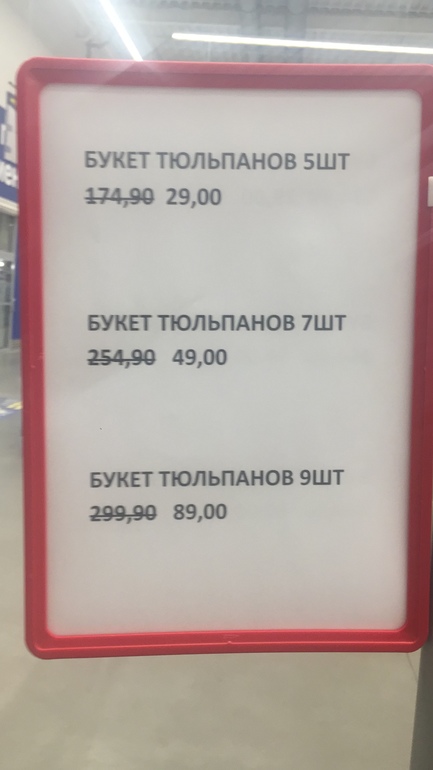 БУКЕТ ТЮЛЬПАНОВ 5ШТ
174,90 29,00
БУКЕТ ТЮЛЬПАНОВ 7ШТ
254,90 49,00
БУКЕТ ТЮЛЬПАНОВ 9ШТ
299,90 89,00